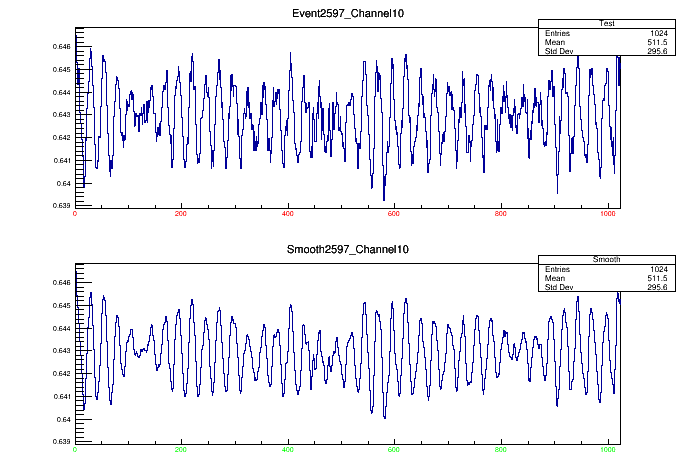 Event2597_Channel10
Test
Entries 1024
Mean 511.5
Std Dev 295.6
0.646
0.645
0.644
0.643
0.642
0.641
0.64
0.639
0 200 400 600 800 1000
Smooth2597_Channel10
Smooth
Entries 1024
Mean 511.5
Std Dev 295.6
0.646
0.645
0.644
0.643
0.642
0.641
0.64
0.639
0 200 400 600 800 1000